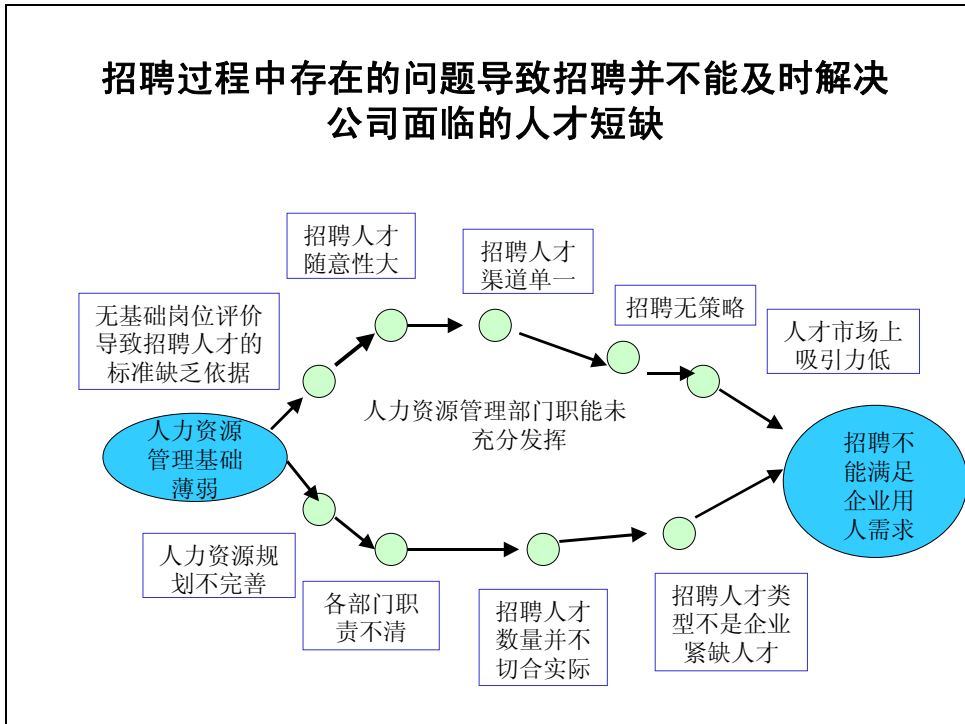 招聘过程中存在的问题导致招聘并不能及时解决
公司面临的人才短缺
招聘人才
随意性大
招聘人才
渠道单一
招聘无策略
人才市场上
吸引力低
无基础岗位评价
导致招聘人才的
标准缺乏依据
人力资源管理部门职能未
充分发挥
人力资源
管理基础
薄弱
招聘不
能满足
企业用
人需求
人力资源规
划不完善
各部门职
责不清
招聘人才
数量并不
切合实际
招聘人才类
型不是企业
紧缺人才